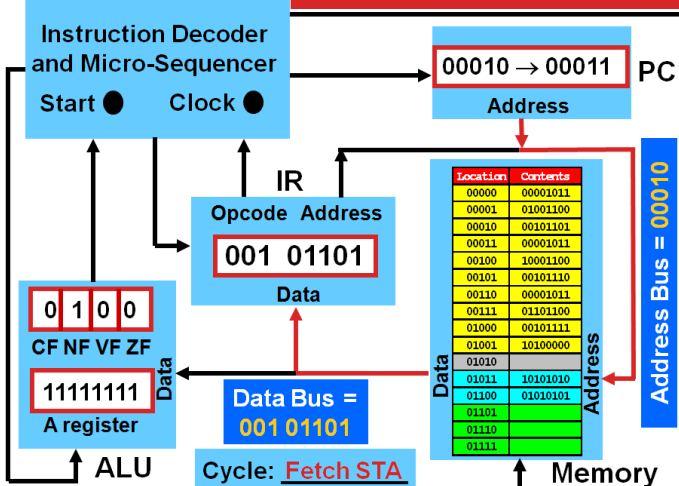 Instruction Decoder
and Micro-Sequencer
Start Clock
00010 → 00011 PC
Address
IR
Opcode Address
001 01101
Data
0 1 0 0
CF NF VF ZF
11111111
A register
Data
ALU
Data Bus =
001 01101
Cycle: Fetch STA
Location Contents
00000 00001011
00001 01001100
00010 00101101
00011 00001011
00100 10001100
00101 00101110
00110 00001011
00111 01101100
01000 00101111
01001 10100000
01010
01011 10101010
01100 01010101
01101
01110
01111
Data
Address
Memory
Address Bus = 00010